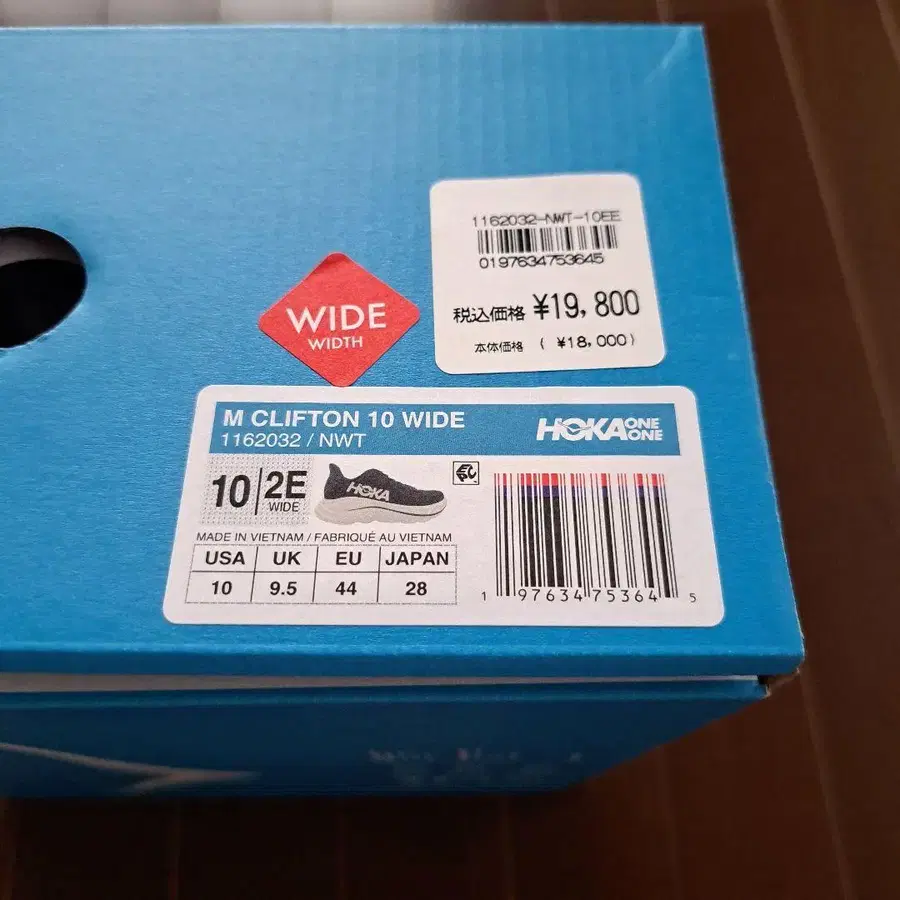 1162032-NWT-10EE
0197634753645
税込価格 ¥19,800
本体価格 ( ¥18,000)
WIDE
WIDTH
M CLIFTON 10 WIDE
1162032 / NWT
HOKA ONE ONE
10 2E
WIDE
HOKA
MADE IN VIETNAM / FABRIQUÉ AU VIETNAM
USA UK EU JAPAN
10 9.5 44 28
1 97634 75364 5